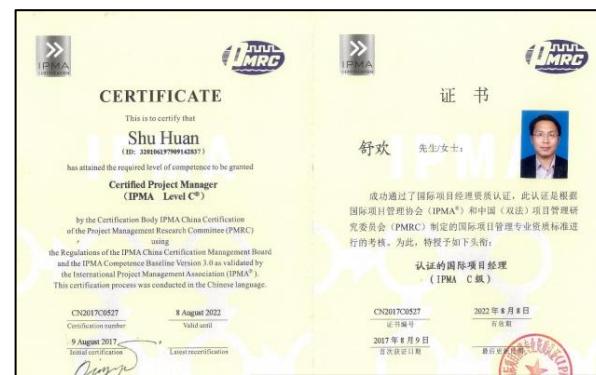 IPMA
PMRC
CERTIFICATE
This is to certify that
Shu Huan
(ID: 320106197909142837)
has attained the required level of competence to be granted
Certified Project Manager
(IPMA Level C®)
by the Certification Body IPMA China Certification
of the Project Management Research Committee (PMRC)
using
the Regulations of the IPMA China Certification Management Board
and the IPMA Competence Baseline Version 3.0 as validated by
the International Project Management Association (IPMA®).
This certification process was conducted in the Chinese language.
CN2017C0527
8 August 2022
Certification number
Valid until
9 August 2017
Initial certification
Latest recertification
IPMA
PMRC
证 书
舒欢 先生/女士:
成功通过了国际项目经理资质认证,此认证是根据
国际项目管理协会(IPMA®)和中国(双法)项目管理研
究委员会(PMRC)制定的国际项目管理专业资质标准进
行的考核。为此,特授予如下头衔:
认证的国际项目经理
(IPMA C级)
CN2017C0527
2022 年 8 月 8 日
证书编号
有效期
2017 年 8 月 9 日
首次获证日期